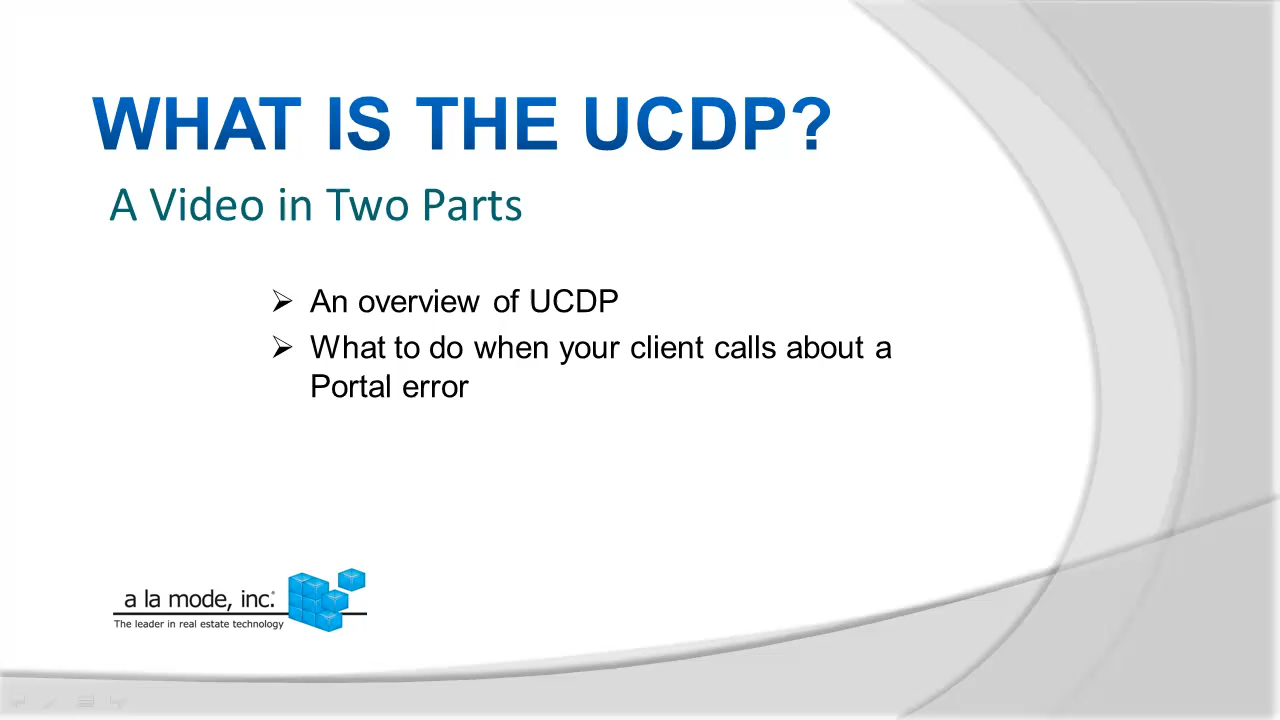 WHAT IS THE UCDP?
A Video in Two Parts
➢ An overview of UCDP
➢ What to do when your client calls about a
Portal error
a la mode, inc.®
The leader in real estate technology